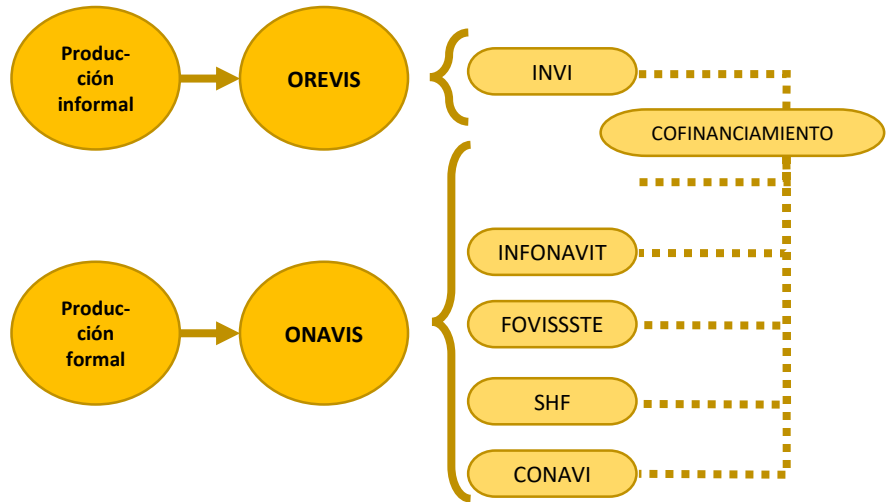 Produc-
ción
informal
OREVIS
INVI
COFINANCIAMIENTO
INFONAVIT
Produc-
ción
formal
ONAVIS
FOVISSSTE
SHF
CONAVI